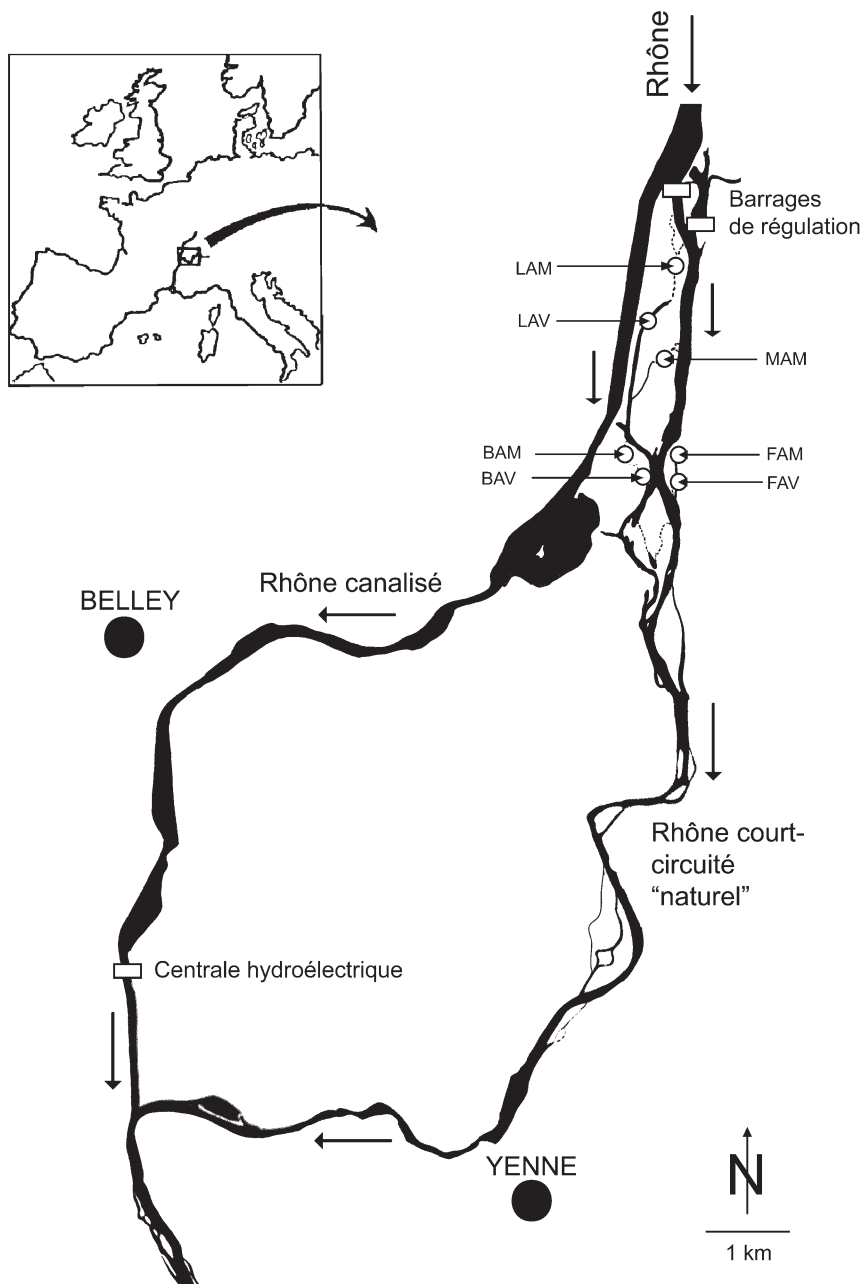 Rhône
Barrages
de régulation
LAM
LAV
MAM
BAM
FAM
BAV
FAV
Rhône canalisé
BELLEY
Rhône court-
circuité
“naturel”
Centrale hydroélectrique
YENNE
N
1 km